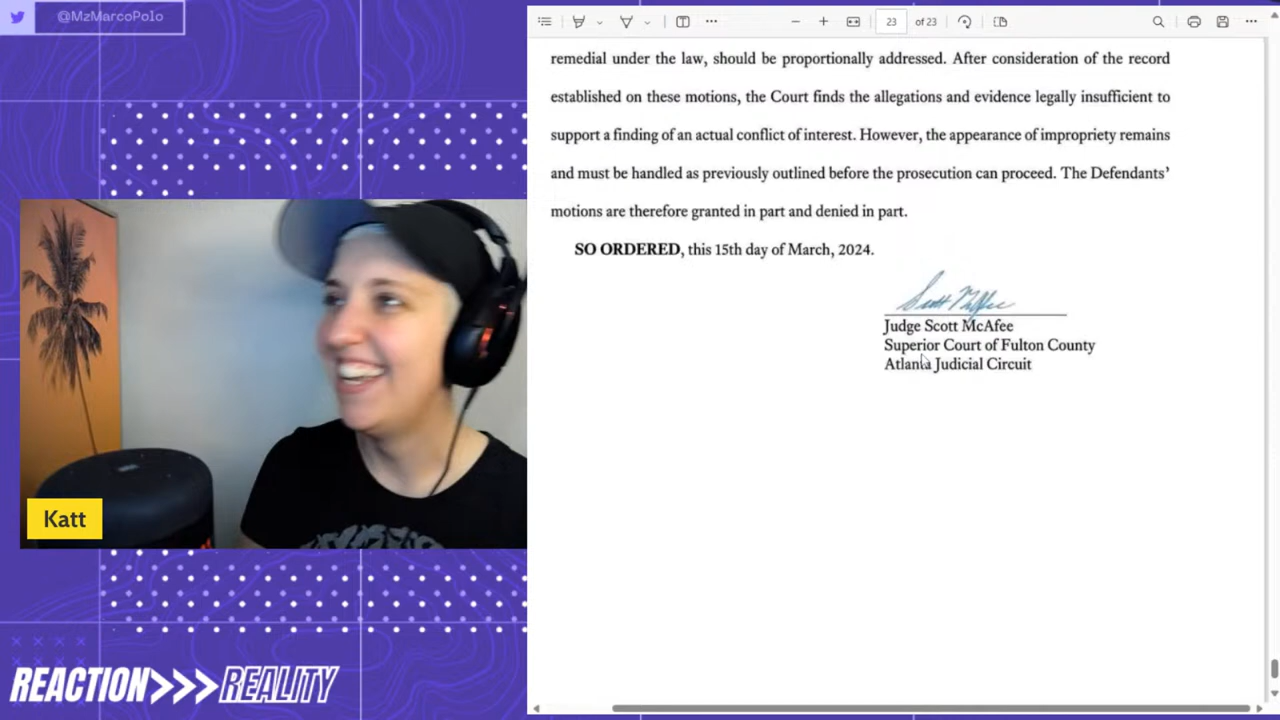 @MzMarcoPolo
23 of 23
remedial under the law, should be proportionally addressed. After consideration of the record
established on these motions, the Court finds the allegations and evidence legally insufficient to
support a finding of an actual conflict of interest. However, the appearance of impropriety remains
and must be handled as previously outlined before the prosecution can proceed. The Defendants’
motions are therefore granted in part and denied in part.
SO ORDERED, this 15th day of March, 2024.
Scott McAfee
Judge Scott McAfee
Superior Court of Fulton County
Atlanta Judicial Circuit
Katt
REACTION>>>REALITY